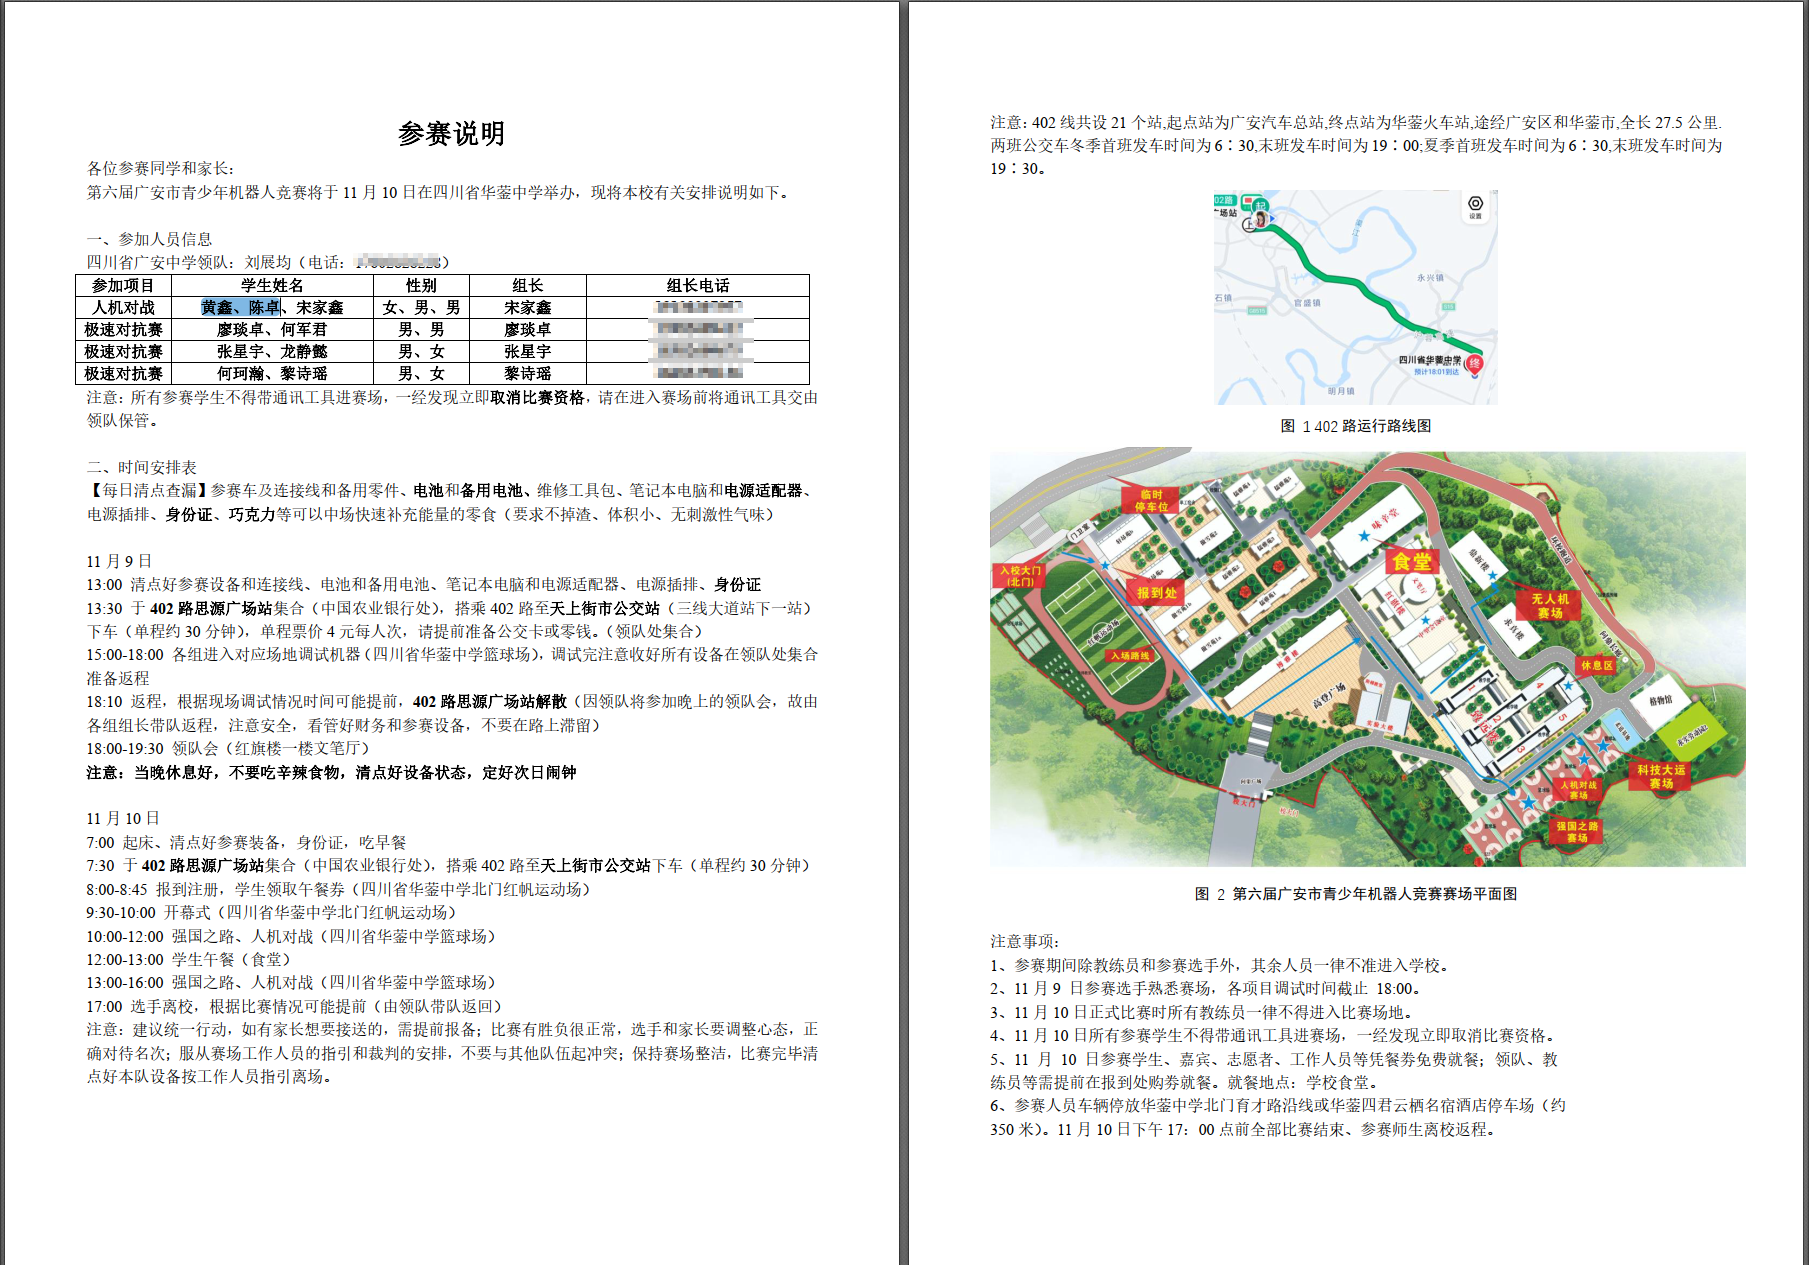 参赛说明
各位参赛同学和家长：
第六届广安市青少年机器人竞赛将于 11 月 10 日在四川省华蓥中学举办，现将本校有关安排说明如下。
一、参加人员信息
四川省广安中学领队：刘展均（电话：
参加项目 学生姓名 性别 组长 组长电话
人机对战 黄鑫、陈卓、宋家鑫 女、男、男 宋家鑫
极速对抗赛 廖琰卓、何军君 男、男 廖琰卓
极速对抗赛 张星宇、龙静懿 男、女 张星宇
极速对抗赛 何珂瀚、黎诗瑶 男、女 黎诗瑶
注意：所有参赛学生不得带通讯工具进赛场，一经发现立即取消比赛资格，请在进入赛场前将通讯工具交由
领队保管。
二、时间安排表
【每日清点查漏】参赛车及连接线和备用零件、电池和备用电池、维修工具包、笔记本电脑和电源适配器、
电源插排、身份证、巧克力等可以中场快速补充能量的零食（要求不掉渣、体积小、无刺激性气味）
11 月 9 日
13:00 清点好参赛设备和连接线、电池和备用电池、笔记本电脑和电源适配器、电源插排、身份证
13:30 于 402 路思源广场站集合（中国农业银行处），搭乘 402 路至天上街市公交站（三线大道站下一站）
下车（单程约 30 分钟），单程票价 4 元每人次，请提前准备公交卡或零钱。（领队处集合）
15:00-18:00 各组进入对应场地调试机器（四川省华蓥中学篮球场），调试完注意收好所有设备在领队处集合
准备返程
18:10 返程，根据现场调试情况时间可能提前，402 路思源广场站解散（因领队将参加晚上的领队会，故由
各组组长带队返程，注意安全，看管好财务和参赛设备，不要在路上滞留）
18:00-19:30 领队会（红旗楼一楼文笔厅）
注意：当晚休息好，不要吃辛辣食物，清点好设备状态，定好次日闹钟
11 月 10 日
7:00 起床、清点好参赛装备，身份证，吃早餐
7:30 于 402 路思源广场站集合（中国农业银行处），搭乘 402 路至天上街市公交站下车（单程约 30 分钟）
8:00-8:45 报到注册，学生领取午餐券（四川省华蓥中学北门红帆运动场）
9:30-10:00 开幕式（四川省华蓥中学北门红帆运动场）
10:00-12:00 强国之路、人机对战（四川省华蓥中学篮球场）
12:00-13:00 学生午餐（食堂）
13:00-16:00 强国之路、人机对战（四川省华蓥中学篮球场）
17:00 选手离校，根据比赛情况可能提前（由领队带队返回）
注意：建议统一行动，如有家长想要接送的，需提前报备；比赛有胜负很正常，选手和家长要调整心态，正
确对待名次；服从赛场工作人员的指引和裁判的安排，不要与其他队伍起冲突；保持赛场整洁，比赛完毕清
点好本队设备按工作人员指引离场。
注意：402 线共设 21 个站,起点站为广安汽车总站,终点站为华蓥火车站,途经广安区和华蓥市,全长 27.5 公里.
两班公交车冬季首班发车时间为 6∶30,末班发车时间为 19∶00;夏季首班发车时间为 6∶30,末班发车时间为
19∶30。
02路
起
广场站
上
设置
永兴镇
石镇
官盛镇
四川省华蓥中学
终
预计18:01到达
明月镇
图 1 402 路运行路线图
临时
停车位
门卫室
味辛堂
入校大门
(北门)
报到处
食堂
鼎新楼
无人机
赛场
红旗楼
求真楼
入场路线
休息区
博雅楼
高登广场
植物馆
实验大楼
科技大运
赛场
人机对战
赛场
强国之路
赛场
校大门
图 2 第六届广安市青少年机器人竞赛赛场平面图
注意事项：
1、参赛期间除教练员和参赛选手外，其余人员一律不准进入学校。
2、11 月 9 日参赛选手熟悉赛场，各项目调试时间截止 18:00。
3、11 月 10 日正式比赛时所有教练员一律不得进入比赛场地。
4、11 月 10 日所有参赛学生不得带通讯工具进赛场，一经发现立即取消比赛资格。
5、11 月 10 日参赛学生、嘉宾、志愿者、工作人员等凭餐券免费就餐；领队、教
练员等需提前在报到处购券就餐。就餐地点：学校食堂。
6、参赛人员车辆停放华蓥中学北门育才路沿线或华蓥四君云栖名宿酒店停车场（约
350 米）。11 月 10 日下午 17：00 点前全部比赛结束、参赛师生离校返程。